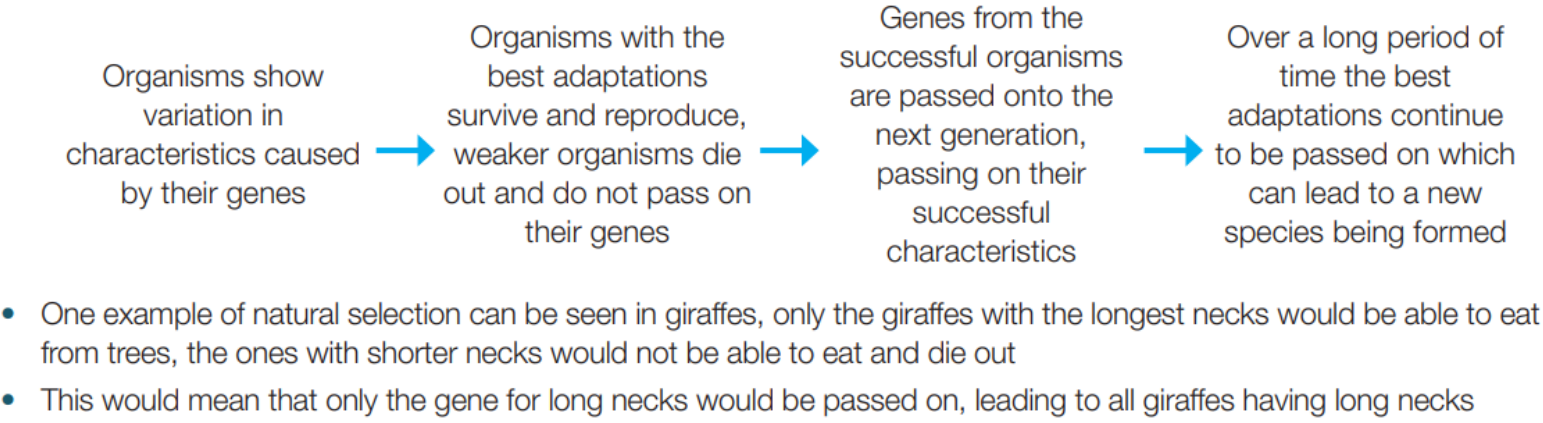 Organisms show
variation in
characteristics caused
by their genes
Organisms with the
best adaptations
survive and reproduce,
weaker organisms die
out and do not pass on
their genes
Genes from the
successful organisms
are passed onto the
next generation,
passing on their
successful
characteristics
Over a long period of
time the best
adaptations continue
to be passed on which
can lead to a new
species being formed
• One example of natural selection can be seen in giraffes, only the giraffes with the longest necks would be able to eat
from trees, the ones with shorter necks would not be able to eat and die out
• This would mean that only the gene for long necks would be passed on, leading to all giraffes having long necks